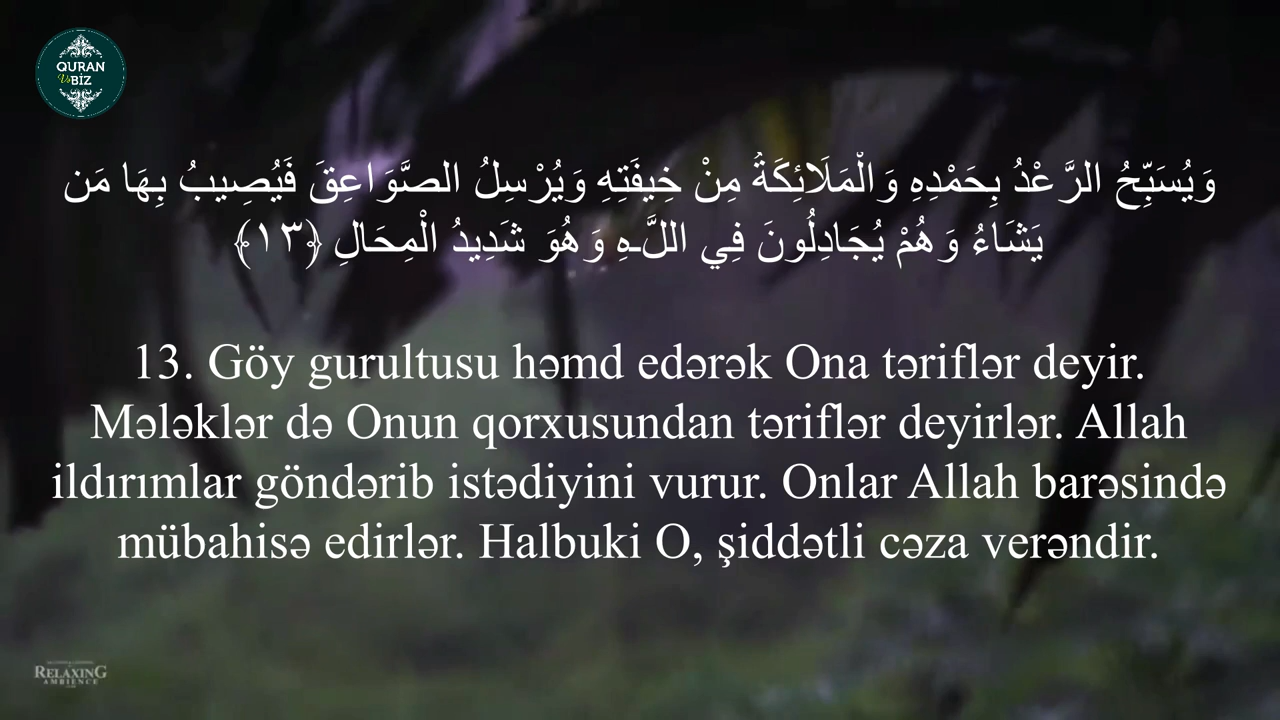 QURAN
Və
BİZ
وَيُسَبِّحُ الرَّعْدُ بِحَمْدِهِ وَالْمَلَائِكَةُ مِنْ خِيفَتِهِ وَيُرْسِلُ الصَّوَاعِقَ فَيُصِيبُ بِهَا مَن
يَشَاءُ وَهُمْ يُجَادِلُونَ فِي اللَّـهِ وَهُوَ شَدِيدُ الْمِحَالِ ﴿١٣﴾
13. Göy gurultusu həmd edərək Ona təriflər deyir.
Mələklər də Onun qorxusundan təriflər deyirlər. Allah
ildırımlar göndərib istədiyini vurur. Onlar Allah barəsində
mübahisə edirlər. Halbuki O, şiddətli cəza verəndir.
RELAXING
AMBIENCE